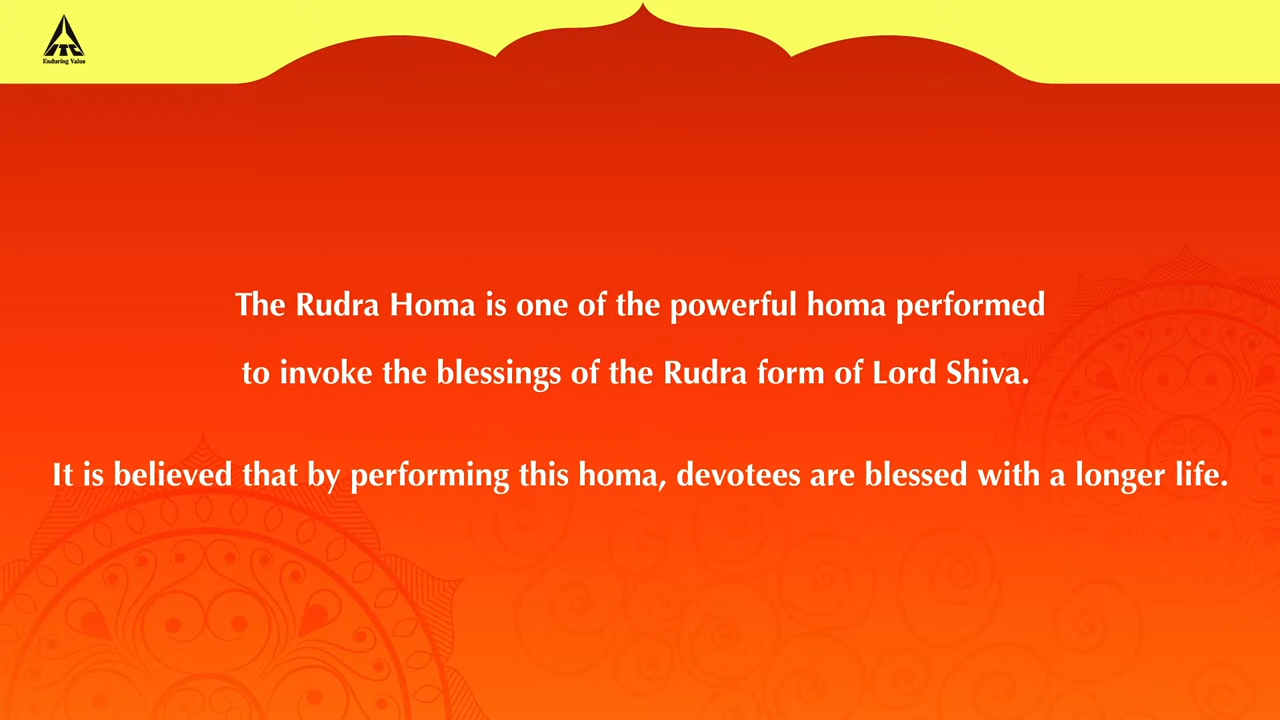 ITC
Enduring Value
The Rudra Homa is one of the powerful homa performed
to invoke the blessings of the Rudra form of Lord Shiva.
It is believed that by performing this homa, devotees are blessed with a longer life.